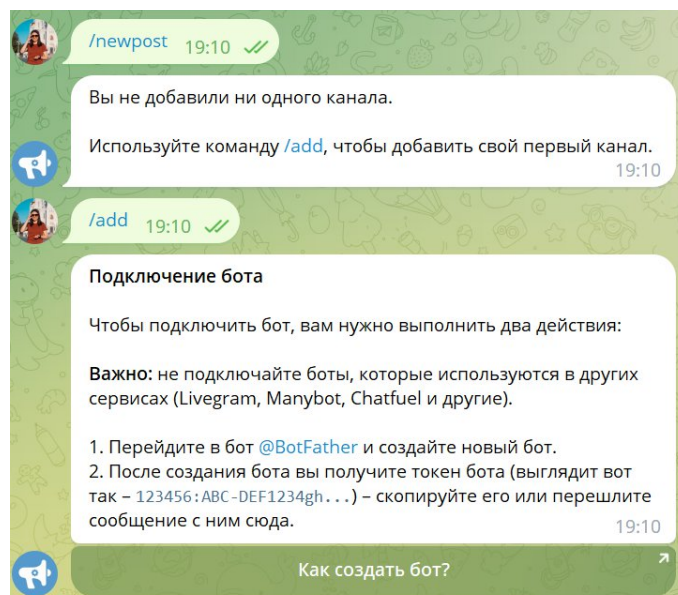 /newpost 19:10
Вы не добавили ни одного канала.
Используйте команду /add, чтобы добавить свой первый канал.
19:10
/add 19:10
Подключение бота
Чтобы подключить бот, вам нужно выполнить два действия:
Важно: не подключайте боты, которые используются в других
сервисах (Livegram, Manybot, Chatfuel и другие).
1. Перейдите в бот @BotFather и создайте новый бот.
2. После создания бота вы получите токен бота (выглядит вот
так – 123456:ABC-DEF1234gh...) – скопируйте его или перешлите
сообщение с ним сюда.
19:10
Как создать бот?